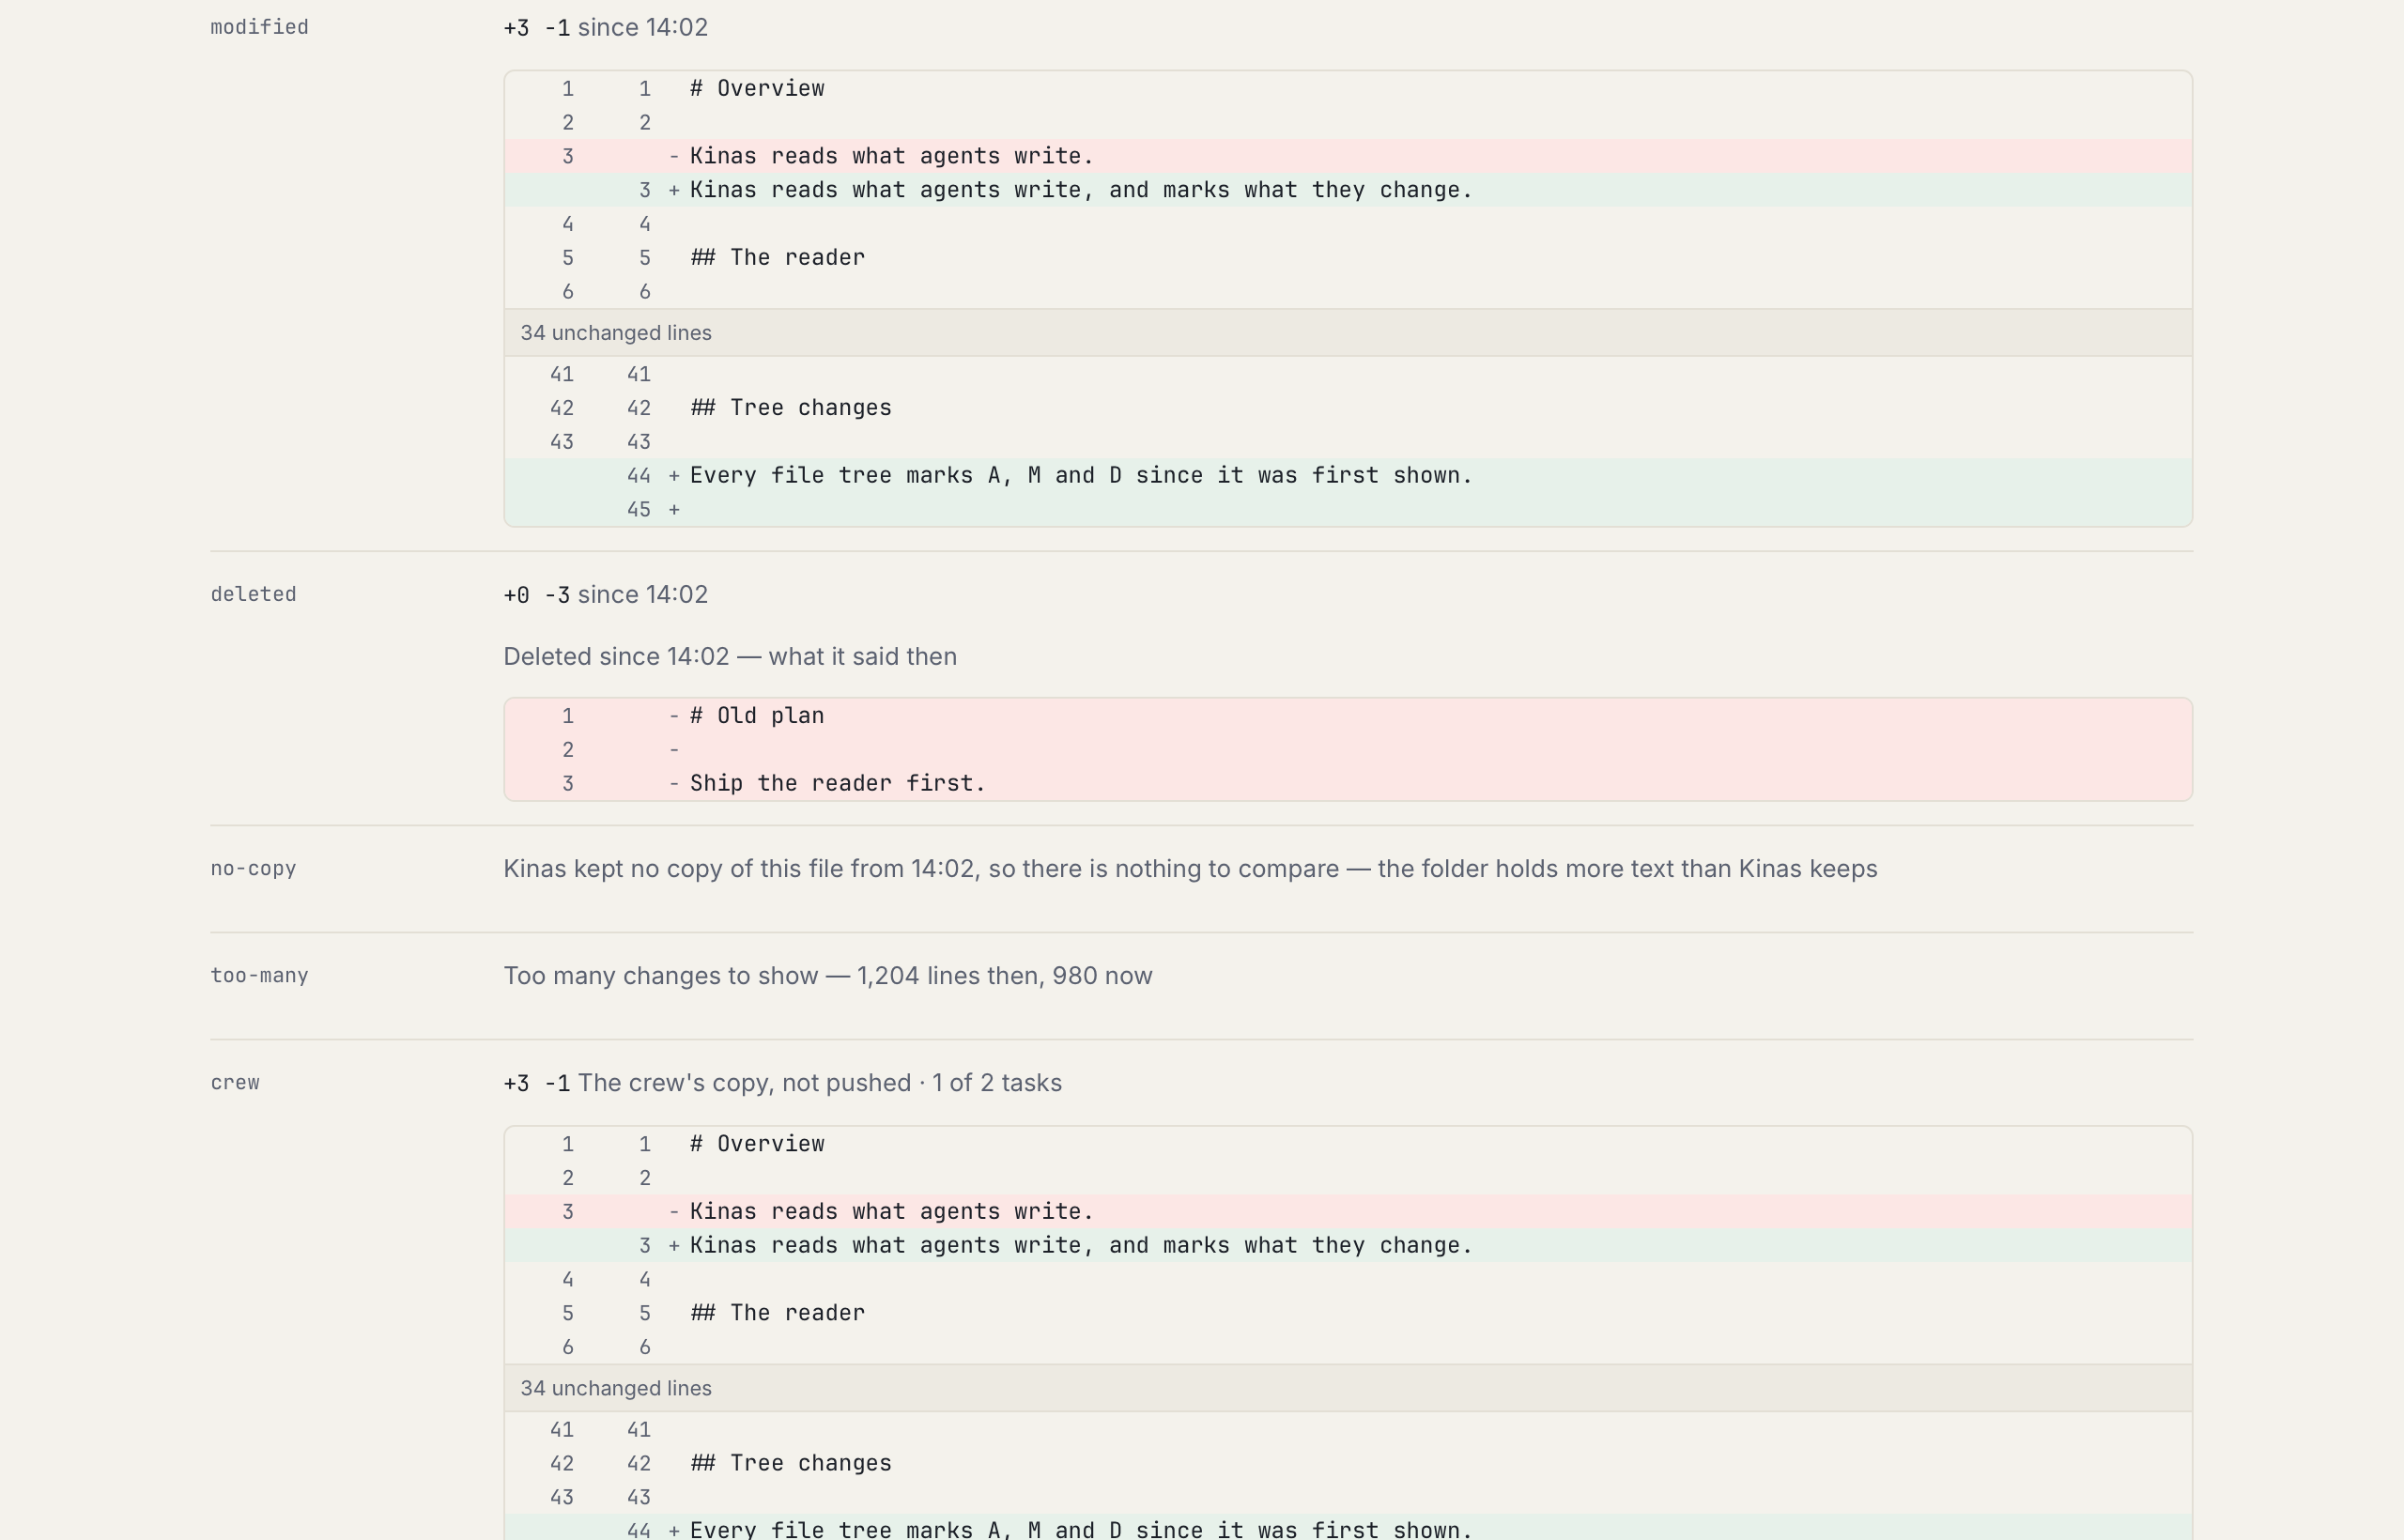 modified
+3 -1 since 14:02
1 1 # Overview
2 2
3 - Kinas reads what agents write.
3 + Kinas reads what agents write, and marks what they change.
4 4
5 5 ## The reader
6 6
34 unchanged lines
41 41
42 42 ## Tree changes
43 43
44 + Every file tree marks A, M and D since it was first shown.
45 +
deleted
+0 -3 since 14:02
Deleted since 14:02 — what it said then
1 - # Old plan
2 -
3 - Ship the reader first.
no-copy
Kinas kept no copy of this file from 14:02, so there is nothing to compare — the folder holds more text than Kinas keeps
too-many
Too many changes to show — 1,204 lines then, 980 now
crew
+3 -1 The crew's copy, not pushed · 1 of 2 tasks
1 1 # Overview
2 2
3 - Kinas reads what agents write.
3 + Kinas reads what agents write, and marks what they change.
4 4
5 5 ## The reader
6 6
34 unchanged lines
41 41
42 42 ## Tree changes
43 43
44 + Every file tree marks A, M and D since it was first shown.